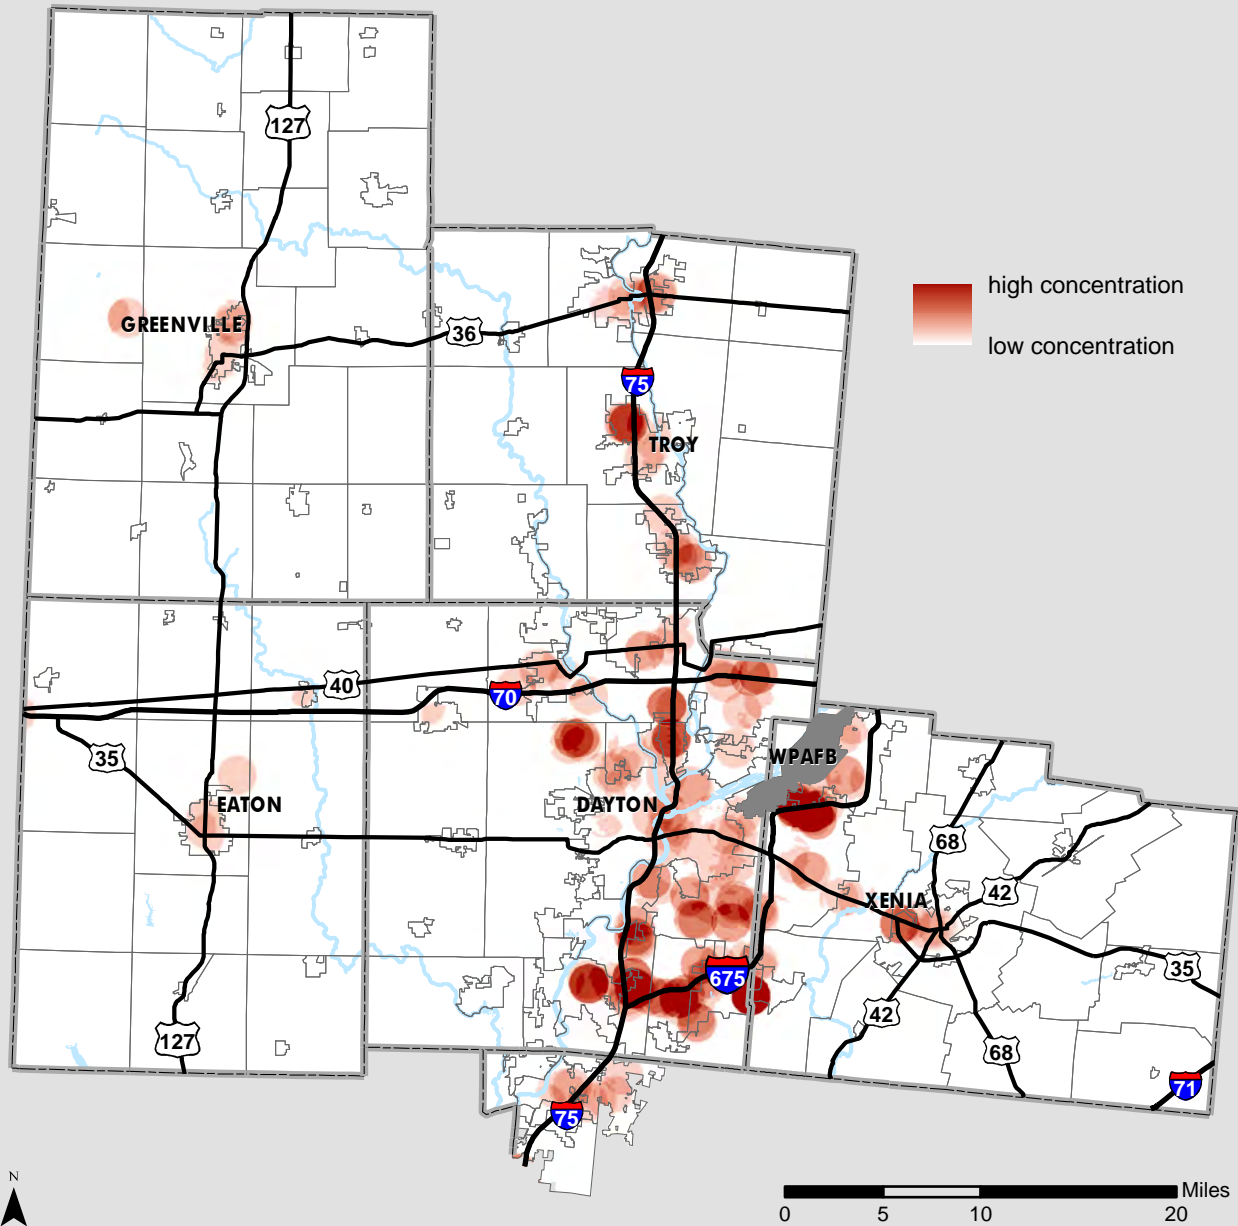 127
high concentration
GREENVILLE
36
low concentration
75
TROY
40
70
35
WPAFB
EATON
DAYTON
68
42
XENIA
675
35
42
127
68
71
75
N
Miles
0 5 10 20